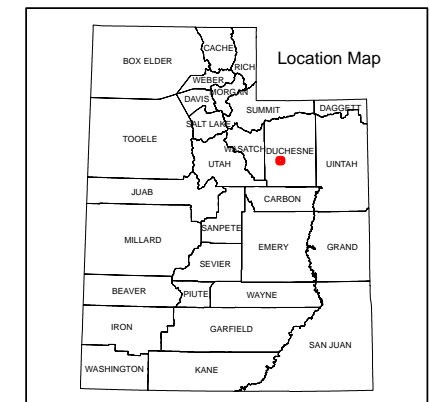 Location Map
CACHE
BOX ELDER
RICH
WEBER
MORGAN
DAVIS
SUMMIT
DAGGETT
SALT LAKE
TOOELE
WASATCH
DUCHESNE
UTAH
UINTAH
JUAB
CARBON
SANPETE
MILLARD
EMERY
GRAND
SEVIER
BEAVER
PIUTE
WAYNE
IRON
GARFIELD
SAN JUAN
WASHINGTON
KANE